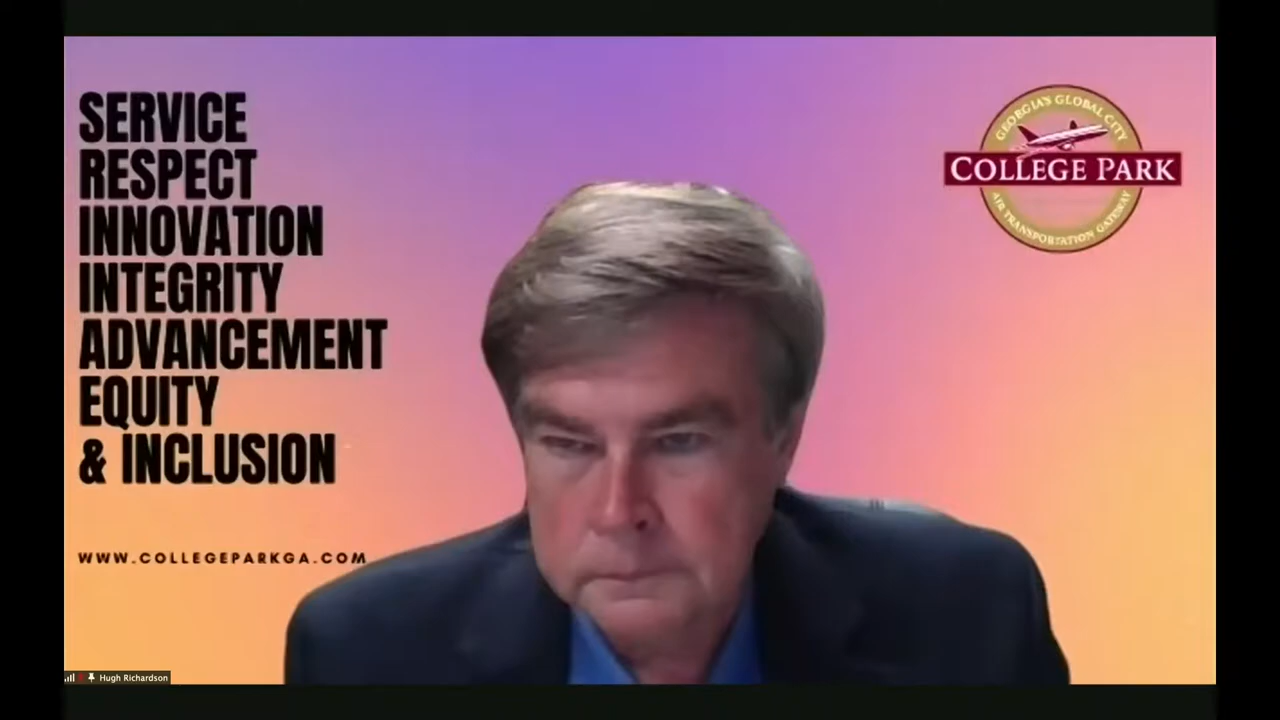 SERVICE
RESPECT
INNOVATION
INTEGRITY
ADVANCEMENT
EQUITY
& INCLUSION
WWW.COLLEGEPARKGA.COM
GEORGIA'S GLOBAL CITY
COLLEGE PARK
AIR TRANSPORTATION GATEWAY
Hugh Richardson